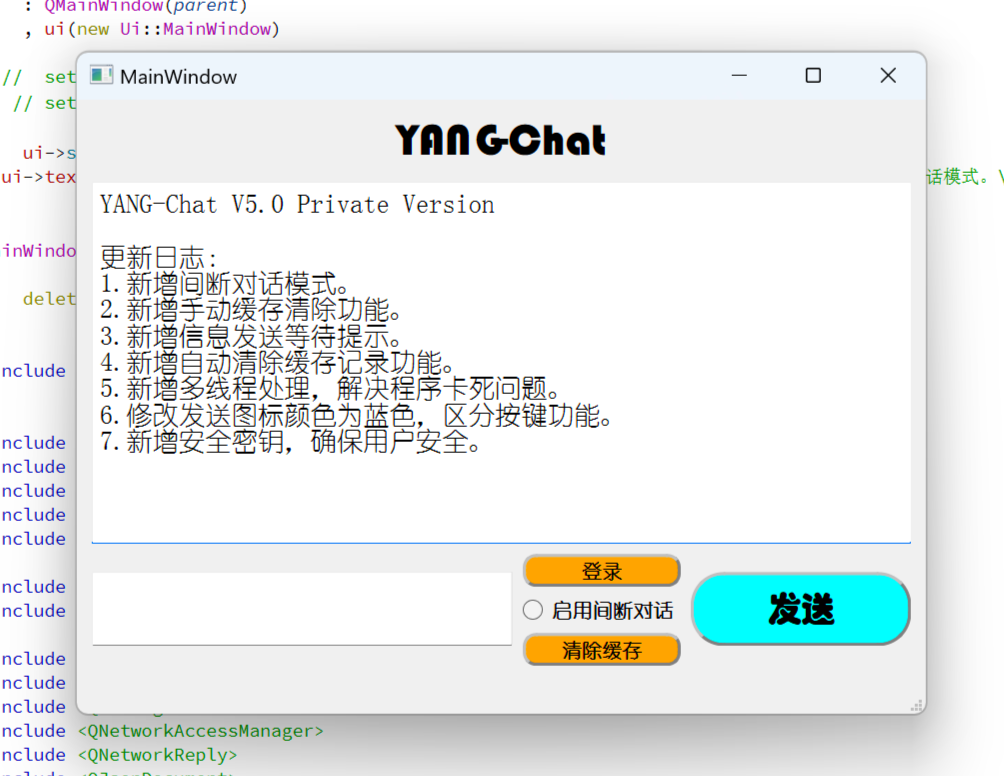 : QMainWindow(parent)
, ui(new Ui::MainWindow)
// set
// set
ui->s
ui->tex
话模式。\
inWindo
delet
nclude
nclude
nclude
nclude
nclude
nclude
nclude
nclude
nclude
nclude
nclude
nclude <QNetworkAccessManager>
nclude <QNetworkReply>
MainWindow
YANG-Chat
YANG-Chat V5.0 Private Version
更新日志:
1.新增间断对话模式。
2.新增手动缓存清除功能。
3.新增信息发送等待提示。
4.新增自动清除缓存记录功能。
5.新增多线程处理，解决程序卡死问题。
6.修改发送图标颜色为蓝色，区分按键功能。
7.新增安全密钥，确保用户安全。
登录
启用间断对话
清除缓存
发送